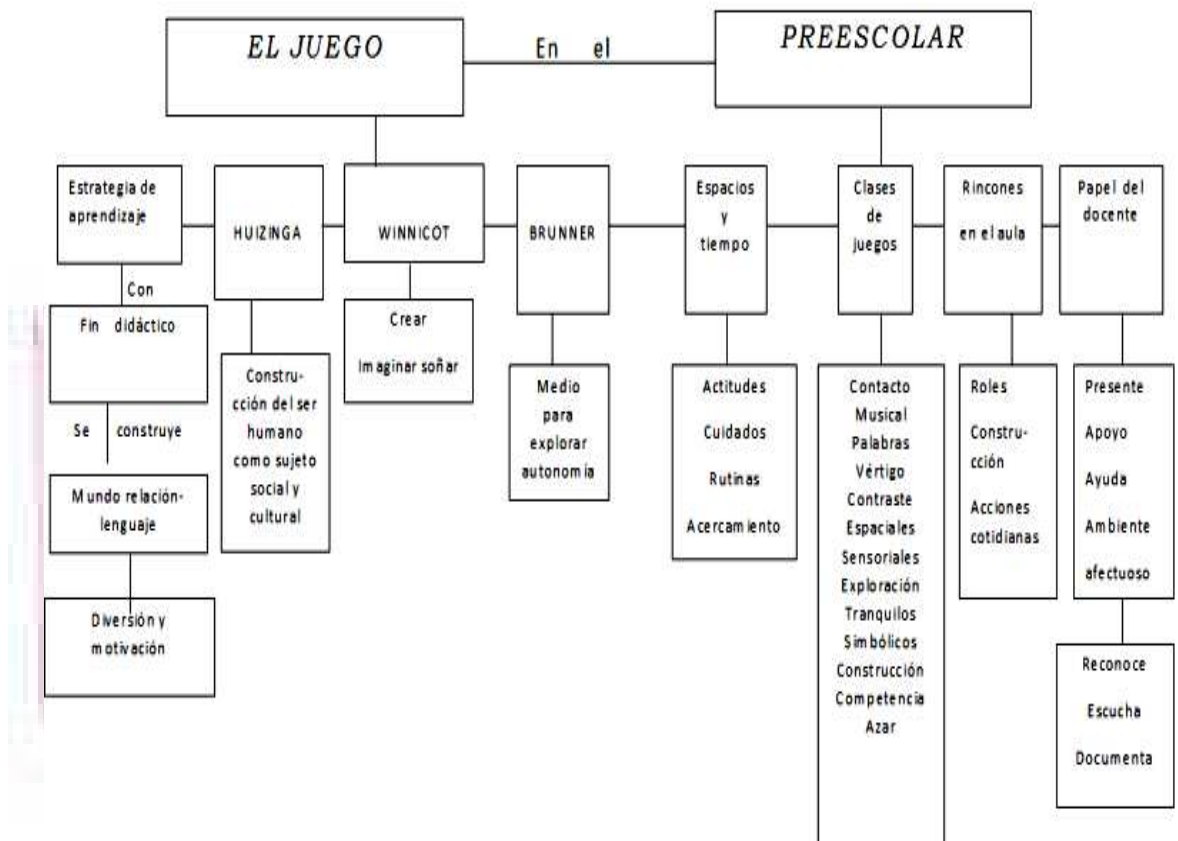 EL JUEGO
En el
PREESCOLAR
Estrategia de
aprendizaje
HUIZINGA
WINNICOT
BRUNNER
Espacios
y
tiempo
Clases
de
juegos
Rincones
en el aula
Papel del
docente
Con
Fin didáctico
Se construye
Mundo relación-
lenguaje
Diversión y
motivación
Constru-
cción del ser
humano
como sujeto
social y
cultural
Crear
Imaginar soñar
Medio
para
explorar
autonomía
Actitudes
Cuidados
Rutinas
Acercamiento
Contacto
Musical
Palabras
Vértigo
Contraste
Espaciales
Sensoriales
Exploración
Tranquilos
Simbólicos
Construcción
Competencia
Azar
Roles
Constru-
cción
Acciones
cotidianas
Presente
Apoyo
Ayuda
Ambiente
afectuoso
Reconoce
Escucha
Documenta